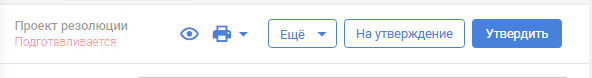 Проект резолюции
Подготавливается
Ещё
На утверждение
Утвердить